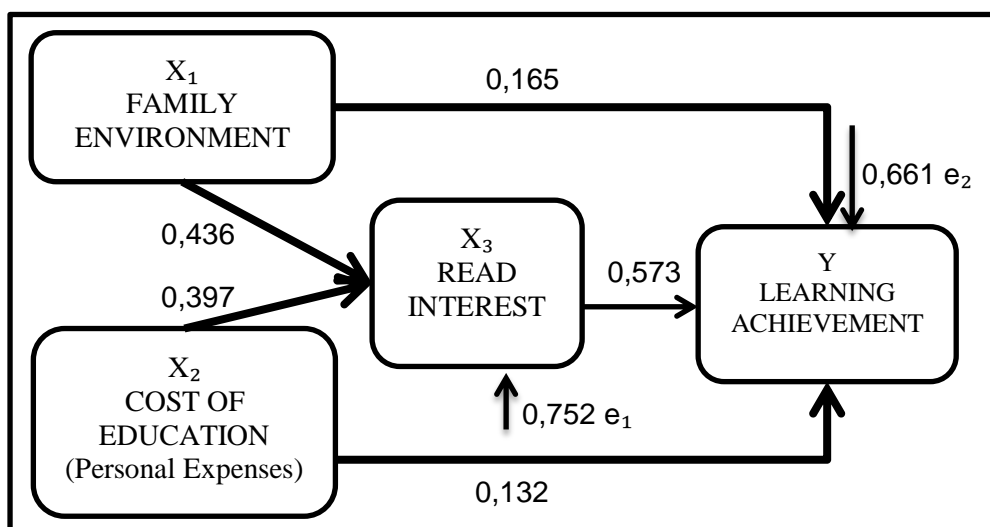 X₁
FAMILY
ENVIRONMENT
0,165
0,661 e₂
0,436
X₃
READ
INTEREST
0,573
Y
LEARNING
ACHIEVEMENT
0,397
X₂
COST OF
EDUCATION
(Personal Expenses)
0,752 e₁
0,132